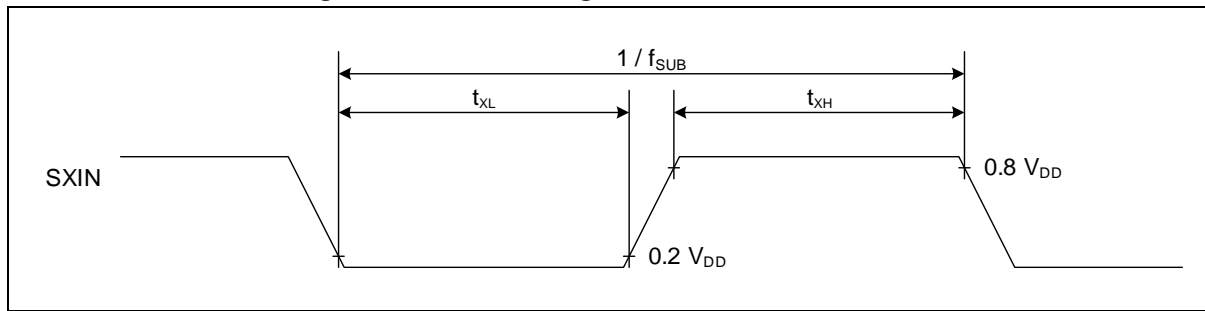 1 / fSUB
tXL
tXH
SXIN
0.8 VDD
0.2 VDD